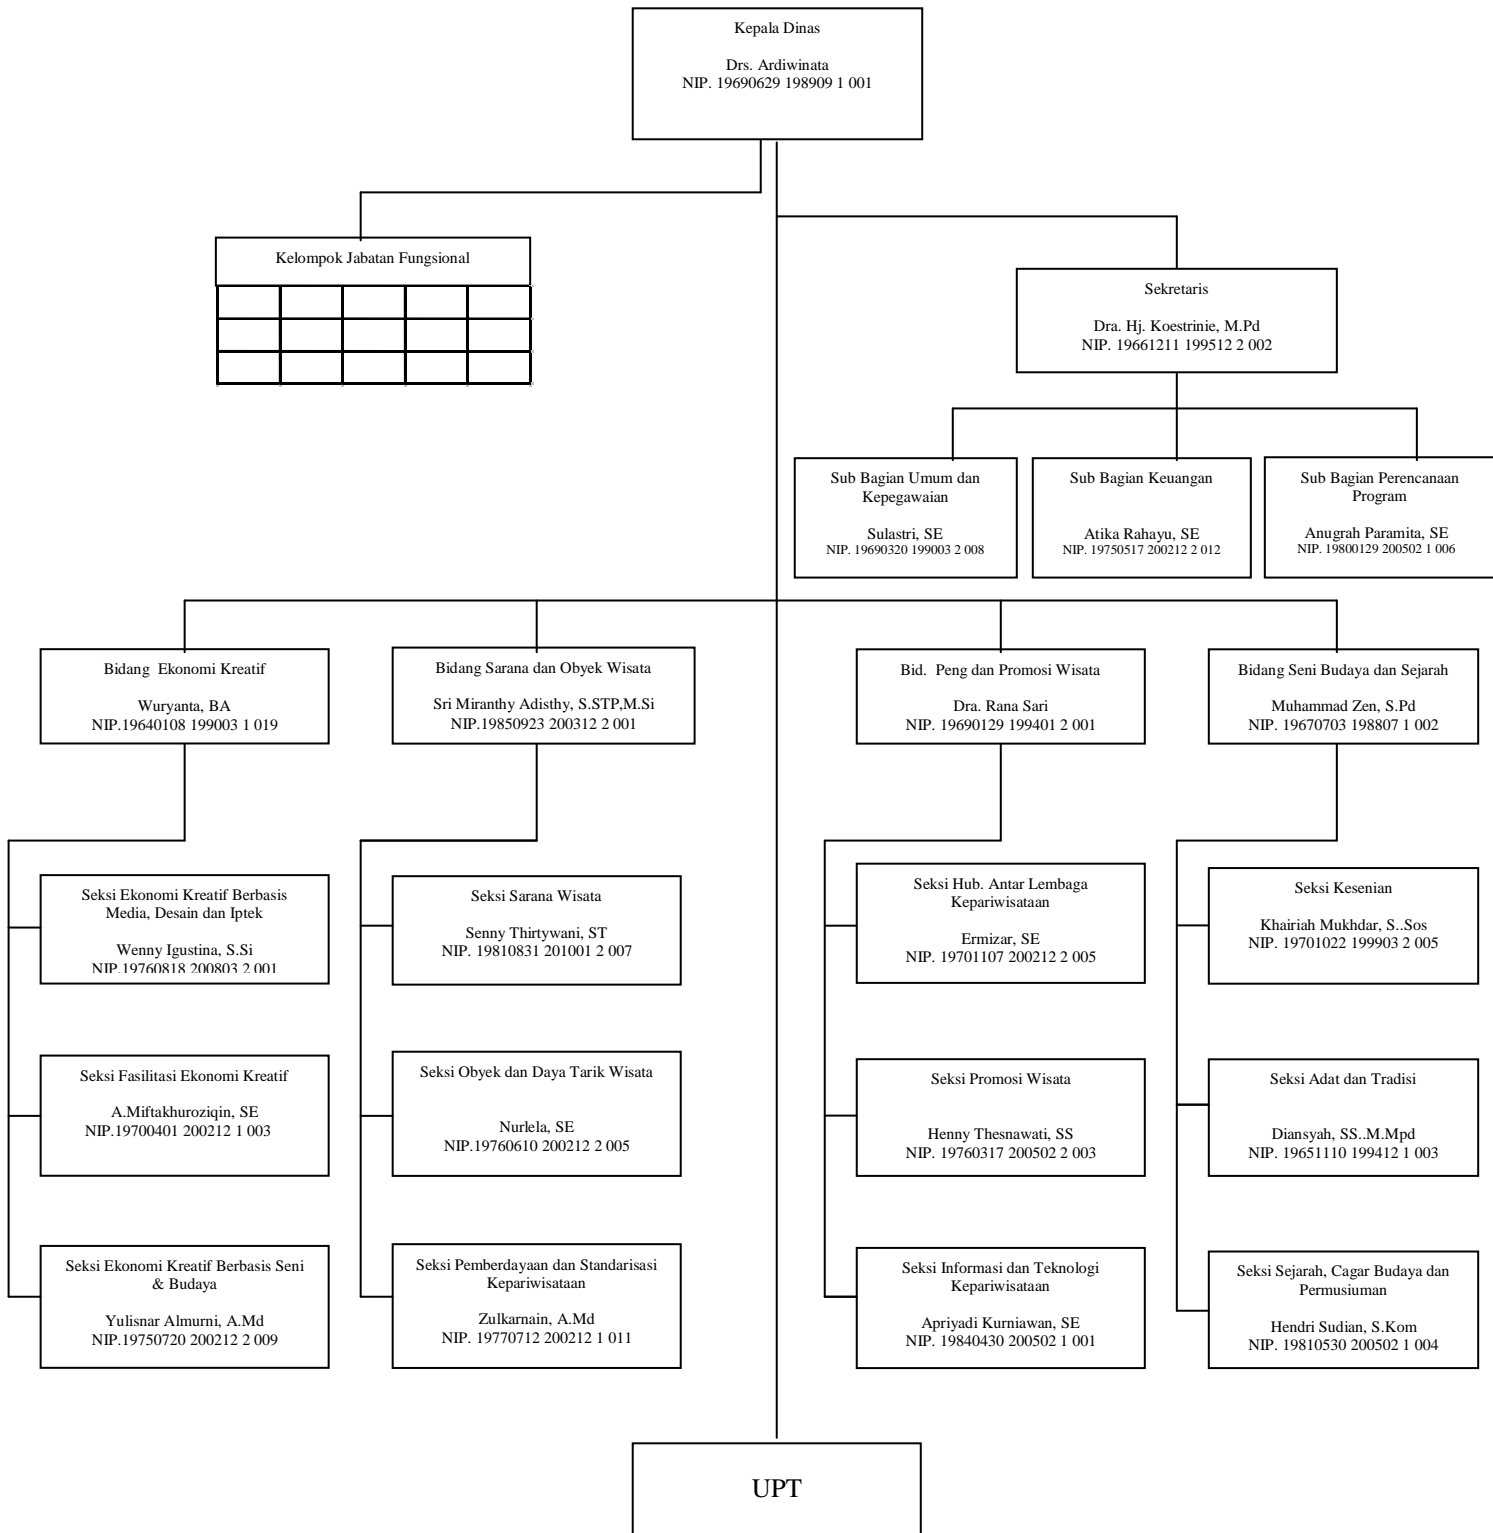 Kepala Dinas
Drs. Ardiwinata
NIP. 19690629 198909 1 001
Kelompok Jabatan Fungsional
Sekretaris
Dra. Hj. Koestrinie, M.Pd
NIP. 19661211 199512 2 002
Sub Bagian Umum dan
Kepegawaian
Sulastri, SE
NIP. 19690320 199003 2 008
Sub Bagian Keuangan
Atika Rahayu, SE
NIP. 19750517 200212 2 012
Sub Bagian Perencanaan
Program
Anugrah Paramita, SE
NIP. 19800129 200502 1 006
Bidang  Ekonomi Kreatif
Wuryanta, BA
NIP.19640108 199003 1 019
Bidang Sarana dan Obyek Wisata
Sri Miranthy Adisthy, S.STP,M.Si
NIP.19850923 200312 2 001
Bid.  Peng dan Promosi Wisata
Dra. Rana Sari
NIP. 19690129 199401 2 001
Bidang Seni Budaya dan Sejarah
Muhammad Zen, S.Pd
NIP. 19670703 198807 1 002
Seksi Ekonomi Kreatif Berbasis
Media, Desain dan Iptek
Wenny Igustina, S.Si
NIP.19760818 200803 2 001
Seksi Sarana Wisata
Senny Thirtywani, ST
NIP. 19810831 201001 2 007
Seksi Hub. Antar Lembaga
Kepariwisataan
Ermizar, SE
NIP. 19701107 200212 2 005
Seksi Kesenian
Khairiah Mukhdar, S..Sos
NIP. 19701022 199903 2 005
Seksi Fasilitasi Ekonomi Kreatif
A.Miftakhuroziqin, SE
NIP.19700401 200212 1 003
Seksi Obyek dan Daya Tarik Wisata
Nurlela, SE
NIP.19760610 200212 2 005
Seksi Promosi Wisata
Henny Thesnawati, SS
NIP. 19760317 200502 2 003
Seksi Adat dan Tradisi
Diansyah, SS..M.Mpd
NIP. 19651110 199412 1 003
Seksi Ekonomi Kreatif Berbasis Seni
& Budaya
Yulisnar Almurni, A.Md
NIP.19750720 200212 2 009
Seksi Pemberdayaan dan Standarisasi
Kepariwisataan
Zulkarnain, A.Md
NIP. 19770712 200212 1 011
Seksi Informasi dan Teknologi
Kepariwisataan
Apriyadi Kurniawan, SE
NIP. 19840430 200502 1 001
Seksi Sejarah, Cagar Budaya dan
Permusiuman
Hendri Sudian, S.Kom
NIP. 19810530 200502 1 004
UPT